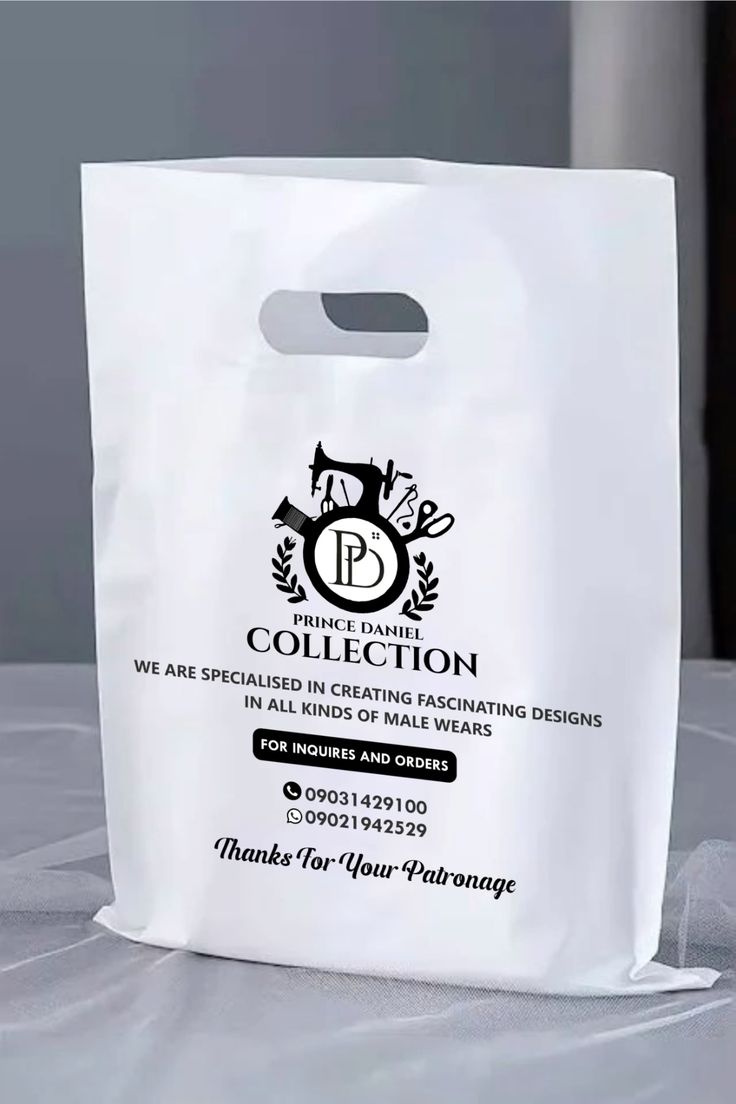 PD
PRINCE DANIEL
COLLECTION
WE ARE SPECIALISED IN CREATING FASCINATING DESIGNS
IN ALL KINDS OF MALE WEARS
FOR INQUIRES AND ORDERS
09031429100
09021942529
Thanks For Your Patronage